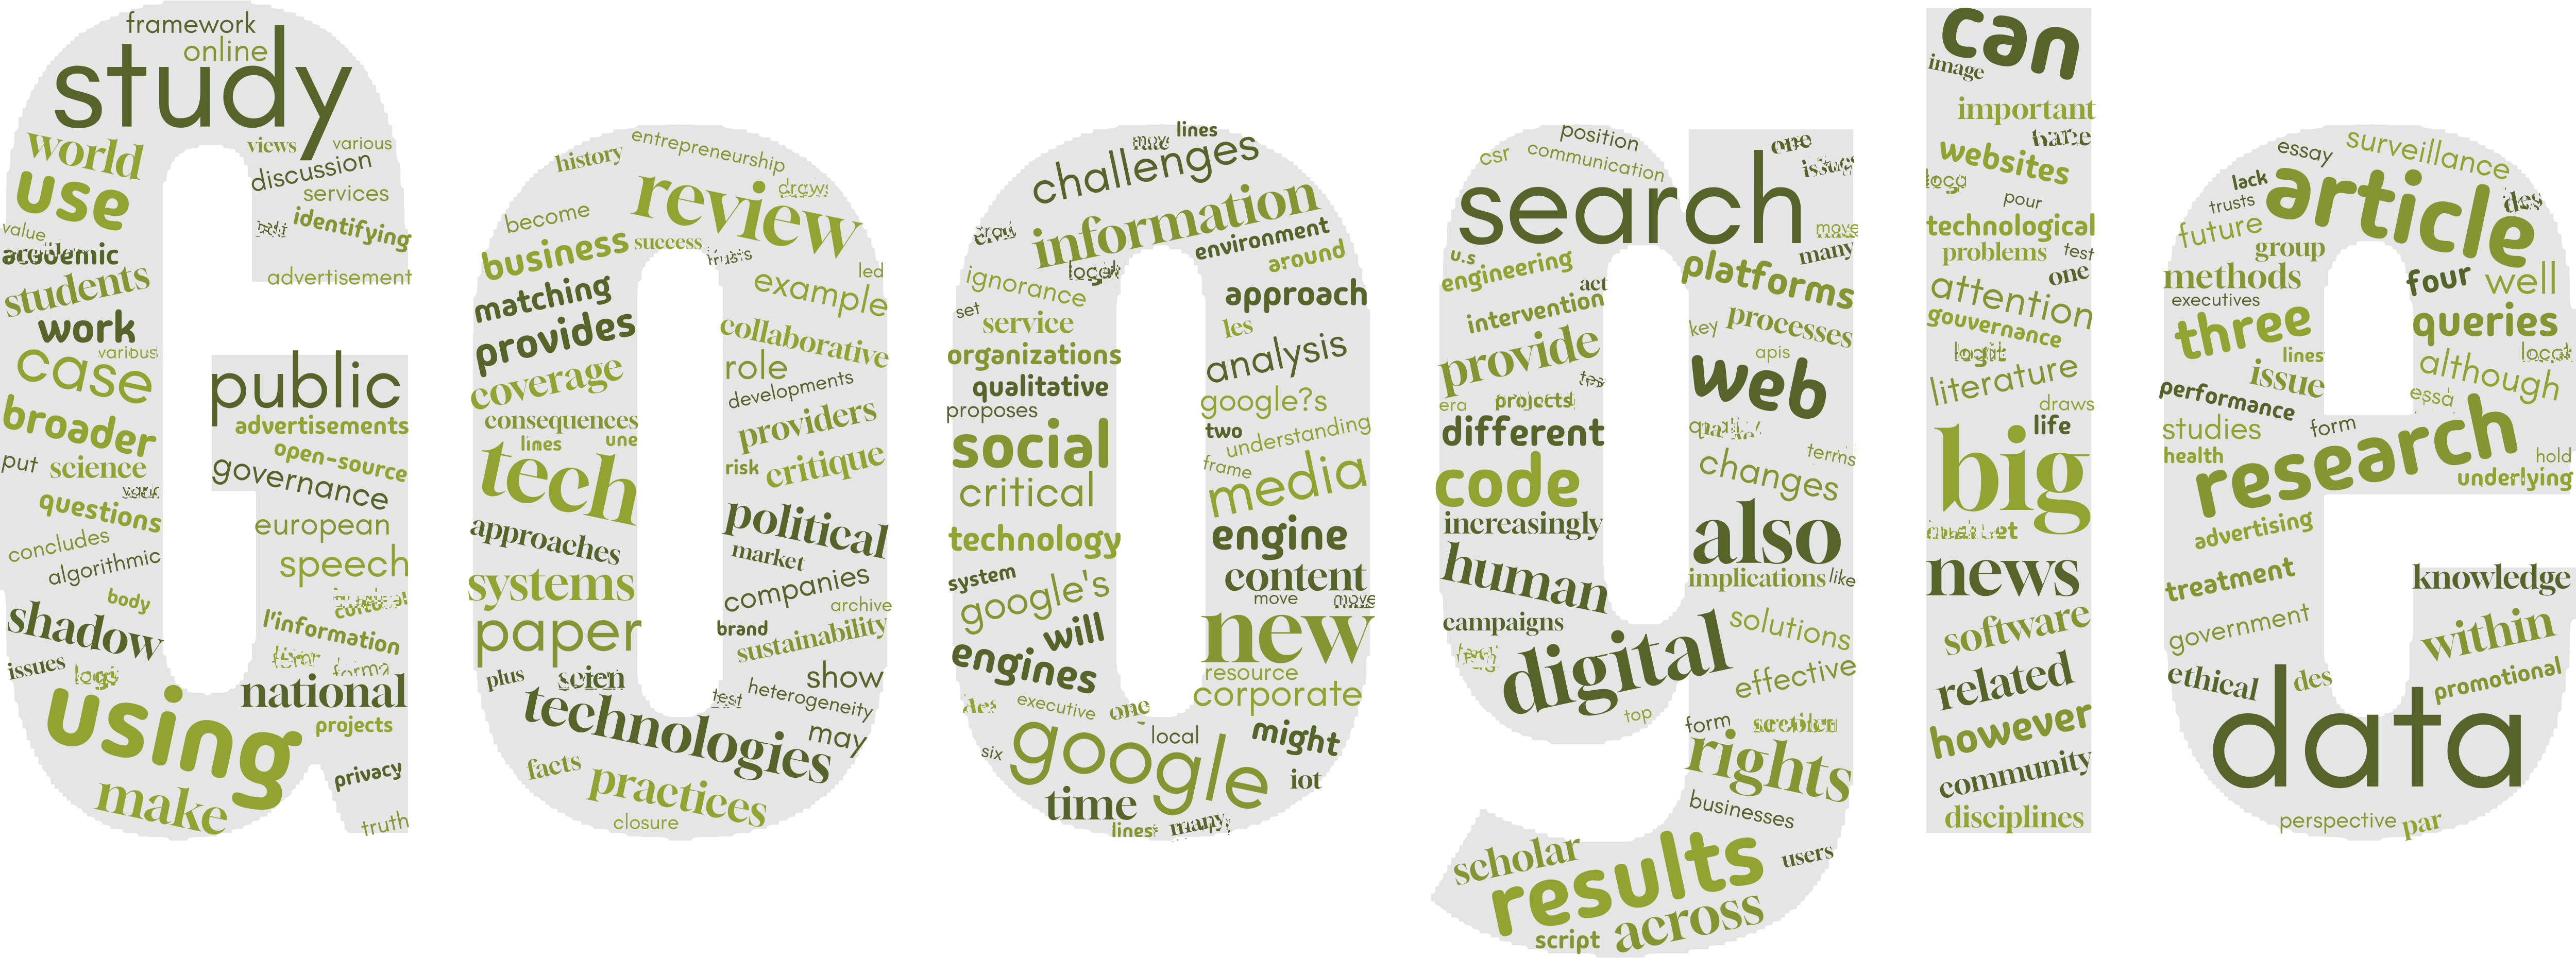 framework
online
study
world
views
various
discussion
use
services
identifying
value
academic
advertisement
students
work
various
case
public
broader
advertisements
open-source
put
science
governance
questions
european
concludes
speech
algorithmic
body
shadow
l'information
issues
national
using
projects
make
privacy
truth
entrepreneurship
history
review
draws
become
business
success
led
matching
example
provides
collaborative
role
coverage
developments
consequences
providers
lines
une
tech
risk
critique
political
approaches
market
systems
companies
archive
paper
brand
sustainability
plus
show
test
heterogeneity
technologies
may
facts
practices
closure
lines
challenges
information
environment
around
ignorance
approach
set
service
les
organizations
analysis
qualitative
google?s
proposes
two
social
understanding
frame
critical
media
technology
engine
system
content
google's
move
new
will
engines
resource
corporate
executive
one
local
google
might
six
iot
time
lines
many
position
one
csr
communication
issues
search
move
u.s
many
engineering
platforms
act
intervention
key
processes
provide
apis
web
era
projects
different
terms
changes
code
increasingly
also
human
implications
like
campaigns
solutions
digital
effective
top
form
rights
businesses
scholar
users
results
across
script
can
image
important
websites
pour
technological
problems
test
one
attention
gouvernance
literature
draws
life
big
news
software
related
however
community
disciplines
surveillance
essay
lack
article
trusts
des
future
group
methods
four
well
executives
three
queries
lines
local
issue
although
performance
studies
form
health
research
hold
underlying
advertising
knowledge
treatment
government
within
ethical
des
promotional
data
perspective
par